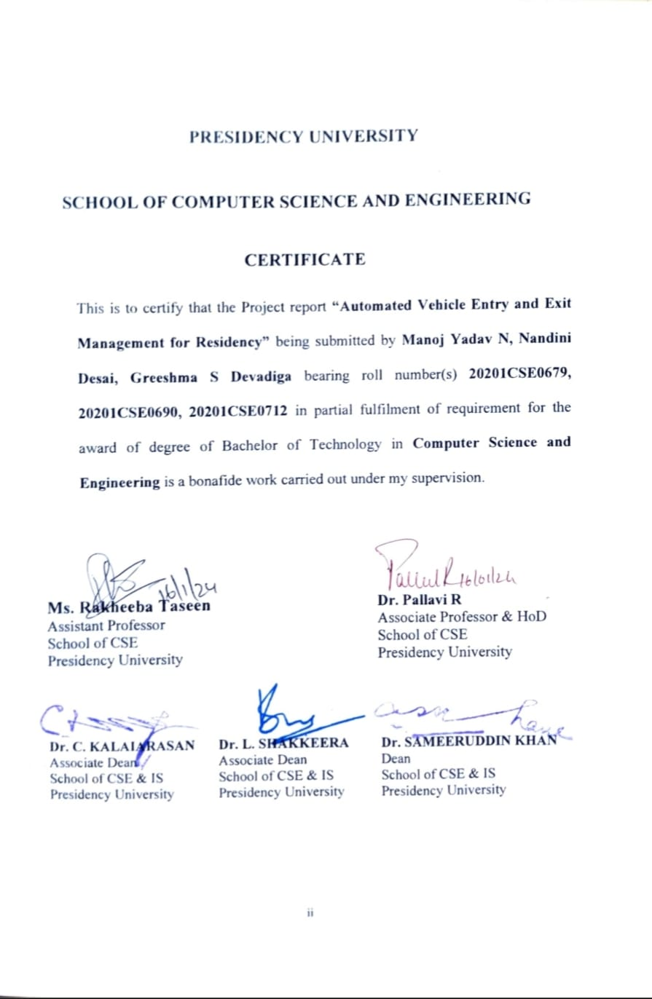 PRESIDENCY UNIVERSITY
SCHOOL OF COMPUTER SCIENCE AND ENGINEERING
CERTIFICATE
This is to certify that the Project report “Automated Vehicle Entry and Exit
Management for Residency” being submitted by Manoj Yadav N, Nandini
Desai, Greeshma S Devadiga bearing roll number(s) 20201CSE0679,
20201CSE0690, 20201CSE0712 in partial fulfilment of requirement for the
award of degree of Bachelor of Technology in Computer Science and
Engineering is a bonafide work carried out under my supervision.
16/1/24
Ms. Rakheeba Taseen
Assistant Professor
School of CSE
Presidency University
16/01/24
Dr. Pallavi R
Associate Professor & HoD
School of CSE
Presidency University
Dr. C. KALAIARASAN
Associate Dean
School of CSE & IS
Presidency University
Dr. L. SHAKKEERA
Associate Dean
School of CSE & IS
Presidency University
Dr. SAMEERUDDIN KHAN
Dean
School of CSE & IS
Presidency University
ii